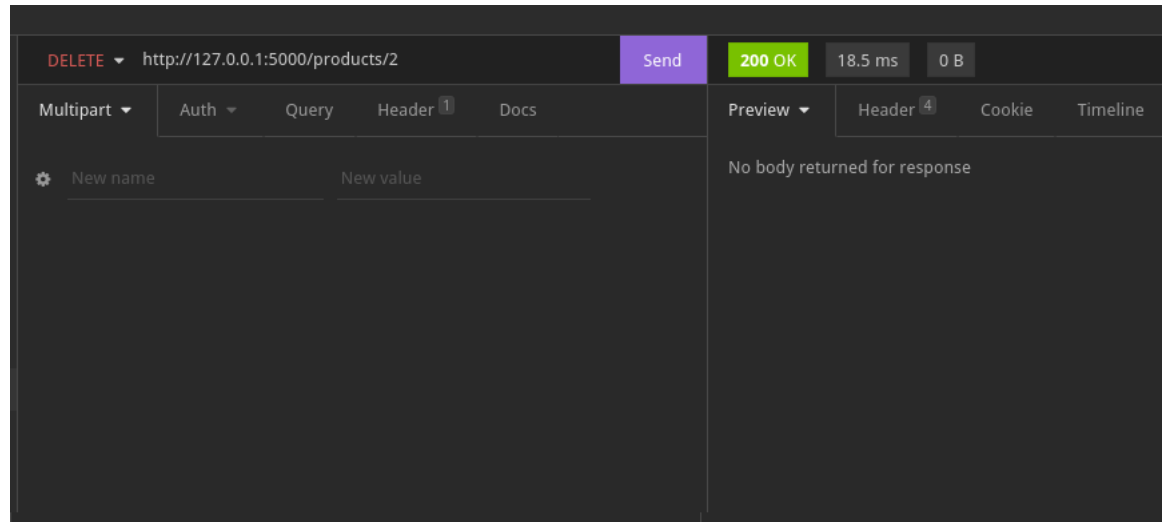 DELETE http://127.0.0.1:5000/products/2 Send 200 OK 18.5 ms 0 B
Multipart Auth Query Header 1 Docs Preview Header 4 Cookie Timeline
New name New value No body returned for response